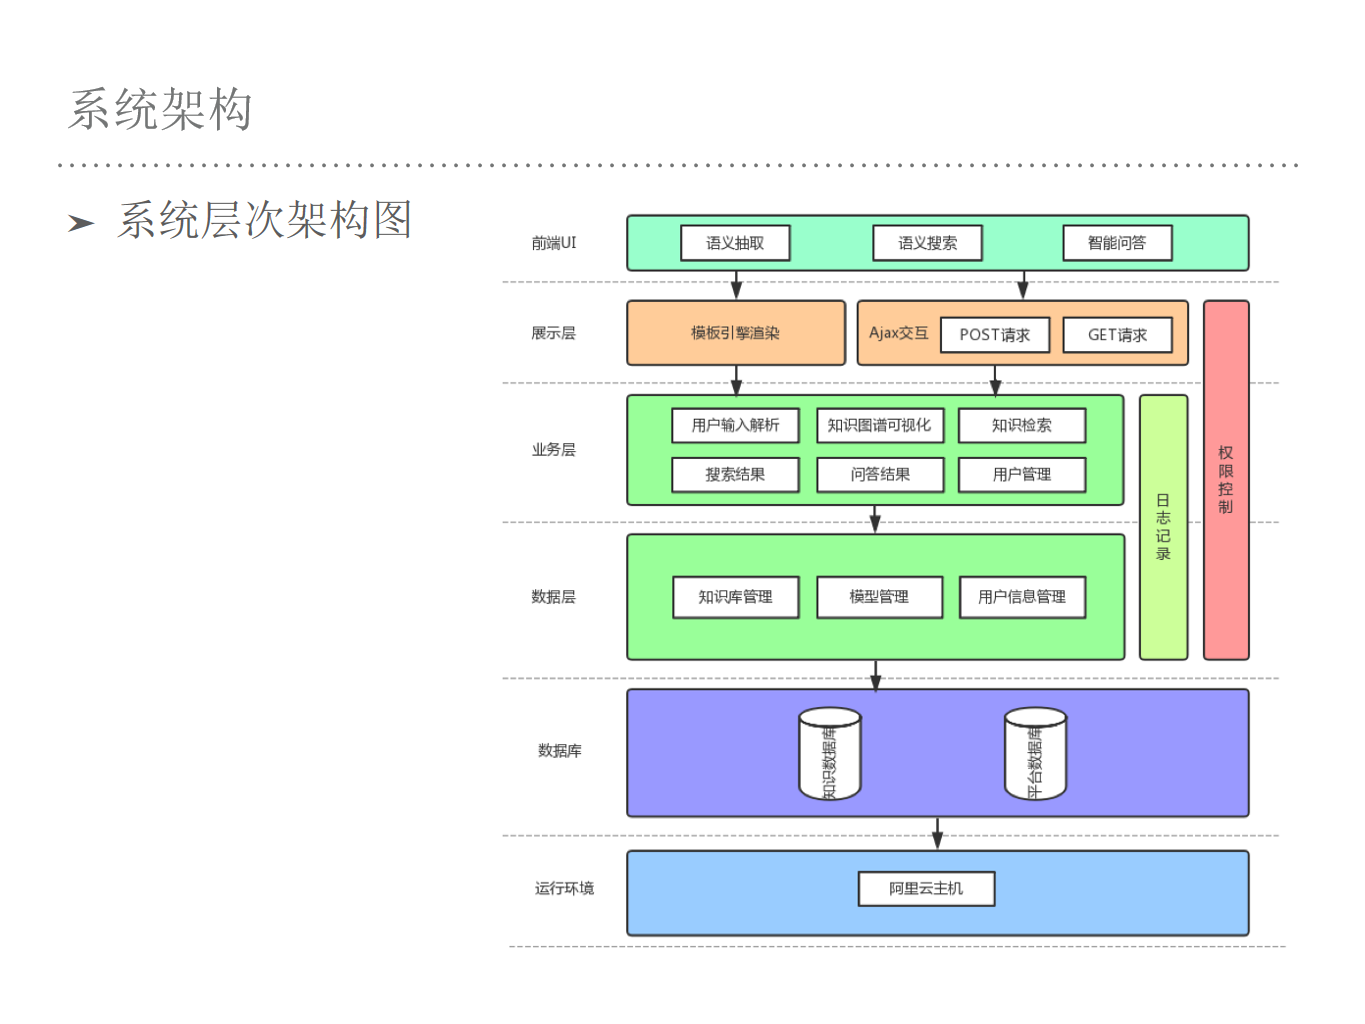 系统架构
➤ 系统层次架构图
前端UI
语义抽取
语义搜索
智能问答
展示层
模板引擎渲染
Ajax交互
POST请求
GET请求
业务层
用户输入解析
知识图谱可视化
知识检索
搜索结果
问答结果
用户管理
日志记录
权限控制
数据层
知识库管理
模型管理
用户信息管理
数据库
知识数据库
平台数据库
运行环境
阿里云主机